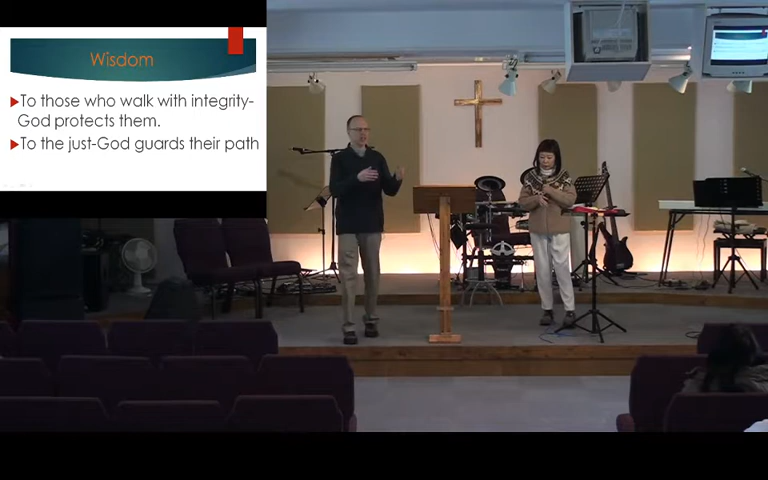 Wisdom
To those who walk with integrity-
God protects them.
To the just-God guards their path